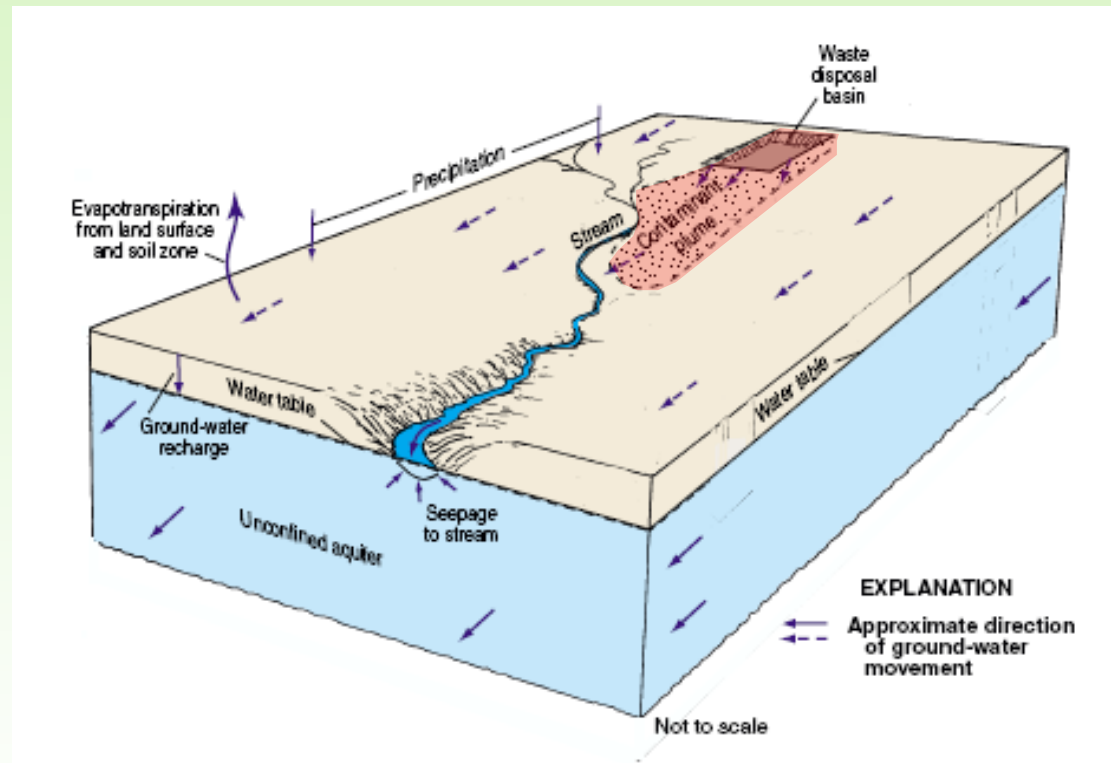 Waste
disposal
basin
Precipitation
Evapotranspiration
from land surface
and soil zone
Stream
Contaminant
plume
Water table
Water table
Ground-water
recharge
Seepage
to stream
Unconfined aquiter
EXPLANATION
Approximate direction
of ground-water
movement
Not to scale